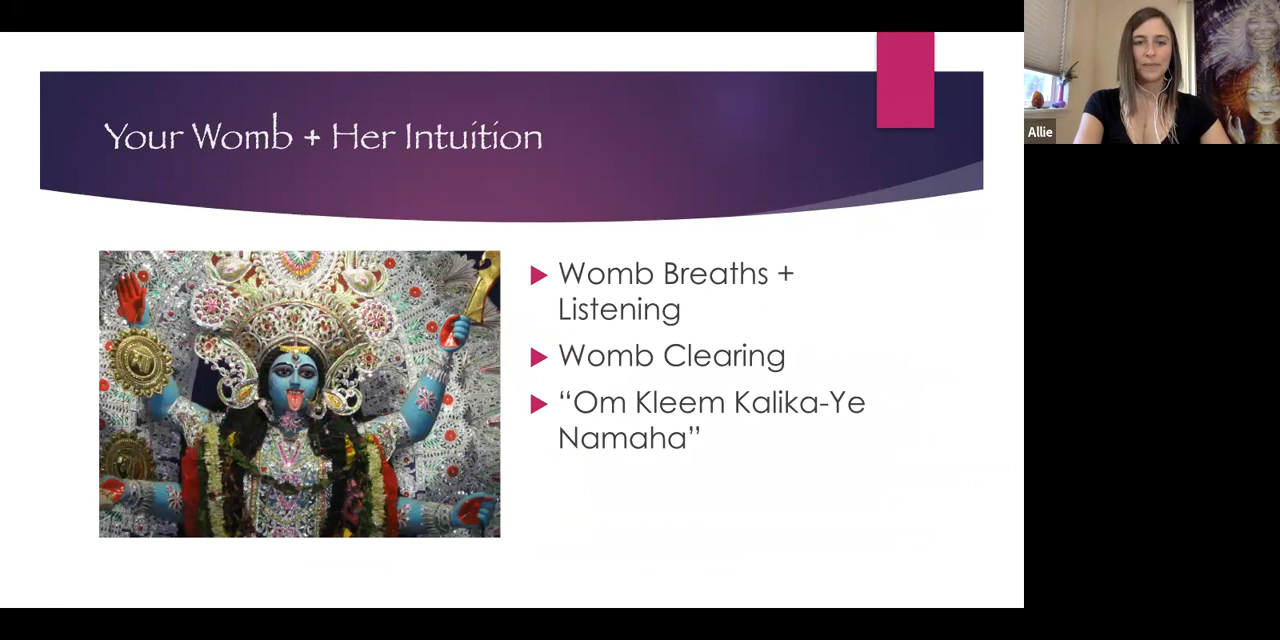 Your Womb + Her Intuition
Womb Breaths +
Listening
Womb Clearing
“Om Kleem Kalika-Ye
Namaha”
Allie